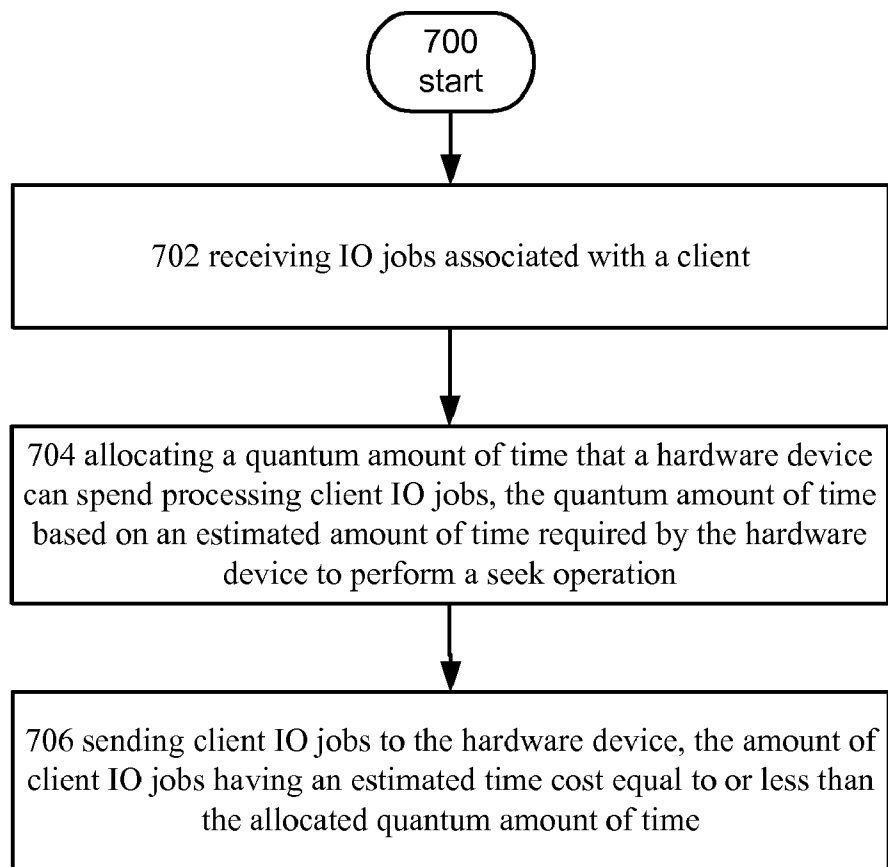 700
start
702 receiving IO jobs associated with a client
704 allocating a quantum amount of time that a hardware device
can spend processing client IO jobs, the quantum amount of time
based on an estimated amount of time required by the hardware
device to perform a seek operation
706 sending client IO jobs to the hardware device, the amount of
client IO jobs having an estimated time cost equal to or less than
the allocated quantum amount of time